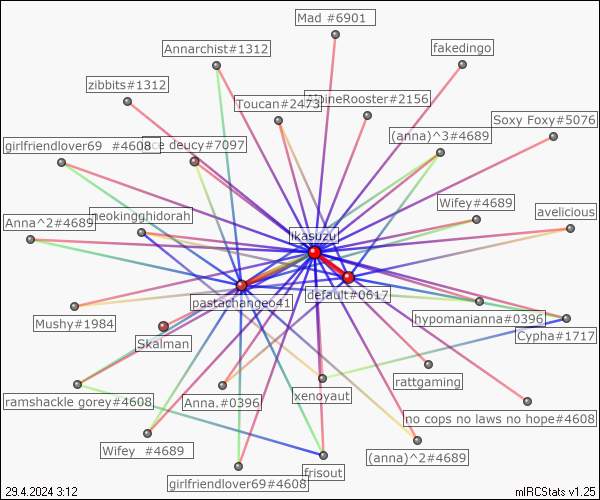 Mad #6901
Annarchist#1312
fakedingo
zibbits#1312
Toucan#2473
AlpineRooster#2156
Soxy Foxy#5076
(anna)^3#4689
girlfriendlover69 #4608
deucy#7097
Wifey#4689
avelicious
Anna^2#4689
neokingghidorah
ikasuzu
pastachangeo41
default#0617
hypomanianna#0396
Mushy#1984
Cypha#1717
Skalman
rattgaming
ramshackle gorey#4608
Anna.#0396
xenoyaut
no cops no laws no hope#4608
Wifey #4689
(anna)^2#4689
frisout
girlfriendlover69#4608
29.4.2024 3:12
mIRCStats v1.25